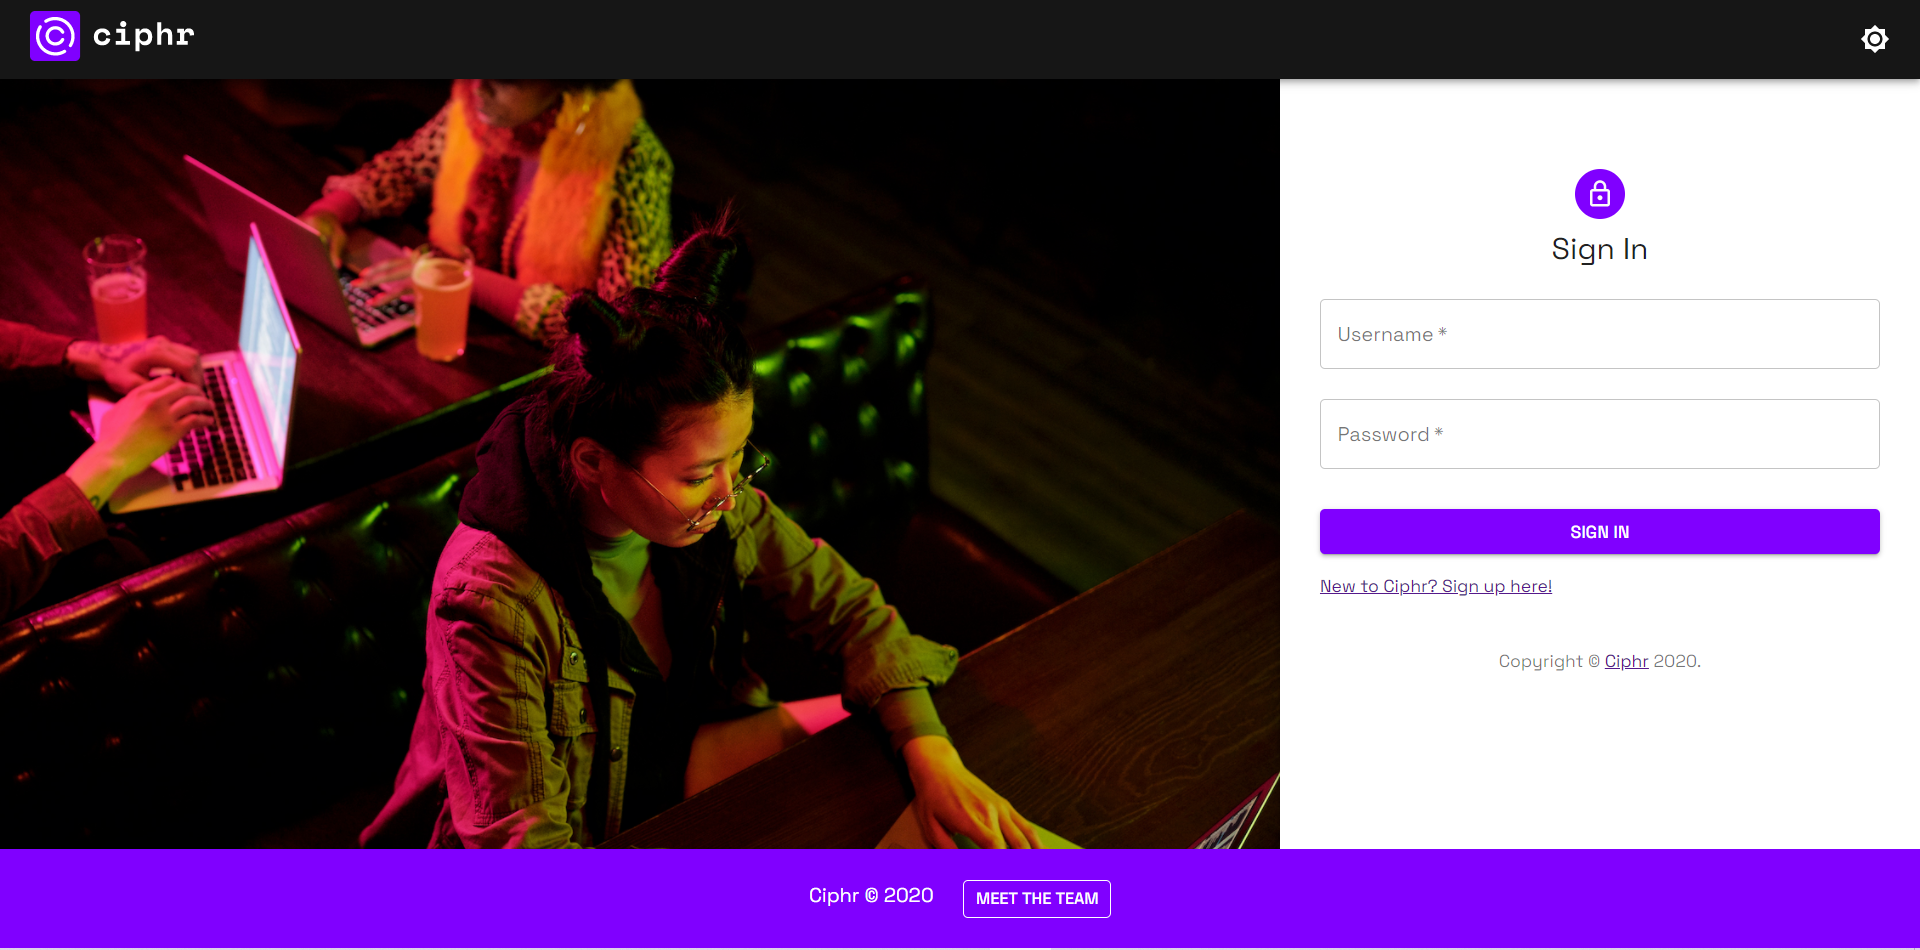 ciphr
Sign In
Username *
Password *
SIGN IN
New to Ciphr? Sign up here!
Copyright © Ciphr 2020.
Ciphr © 2020
MEET THE TEAM